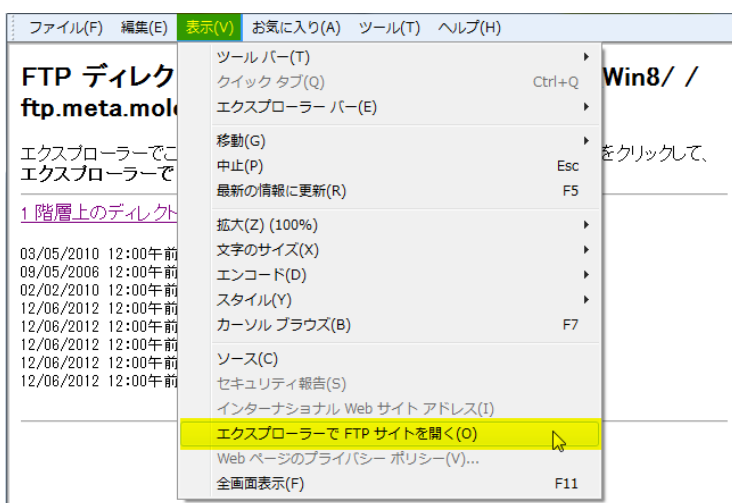 ファイル(F) 編集(E) 表示(V) お気に入り(A) ツール(T) ヘルプ(H)
FTP ディレク Win8/ /
ftp.meta.mole
エクスプローラーでこ をクリックして、
エクスプローラーで
1 階層上のディレクト
03/05/2010 12:00午前
09/05/2006 12:00午前
02/02/2010 12:00午前
12/06/2012 12:00午前
12/06/2012 12:00午前
12/06/2012 12:00午前
12/06/2012 12:00午前
12/06/2012 12:00午前
ツール バー(T)
クイック タブ(Q) Ctrl+Q
エクスプローラー バー(E)
移動(G)
中止(P) Esc
最新の情報に更新(R) F5
拡大(Z) (100%)
文字のサイズ(X)
エンコード(D)
スタイル(Y)
カーソル ブラウズ(B) F7
ソース(C)
セキュリティ報告(S)
インターナショナル Web サイト アドレス(I)
エクスプローラーで FTP サイトを開く(O)
Web ページのプライバシー ポリシー(V)...
全画面表示(F) F11